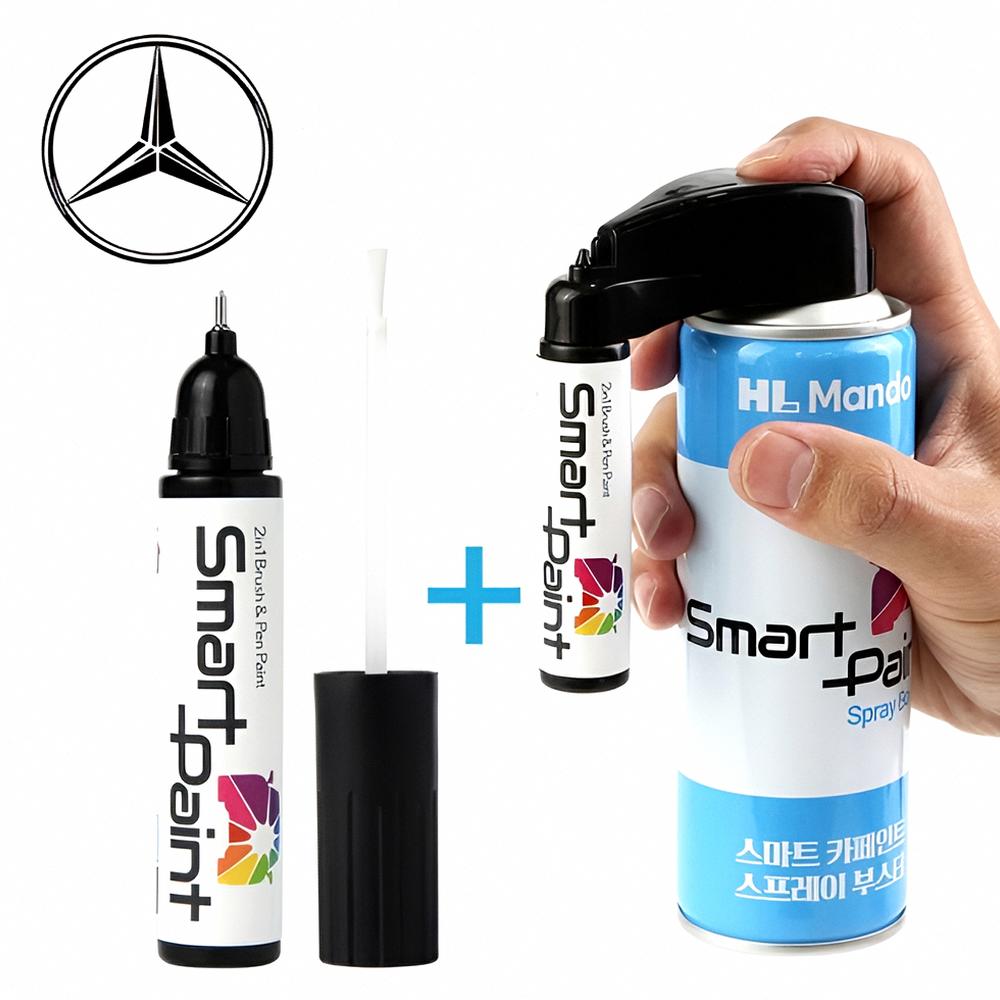 2in1 Brush & Pen Paint
Smart Paint
2in1 Brush & Pen Paint
Smart Paint
HL Mando
Smart
Spray
스마트 카페인트
스프레이 부스터